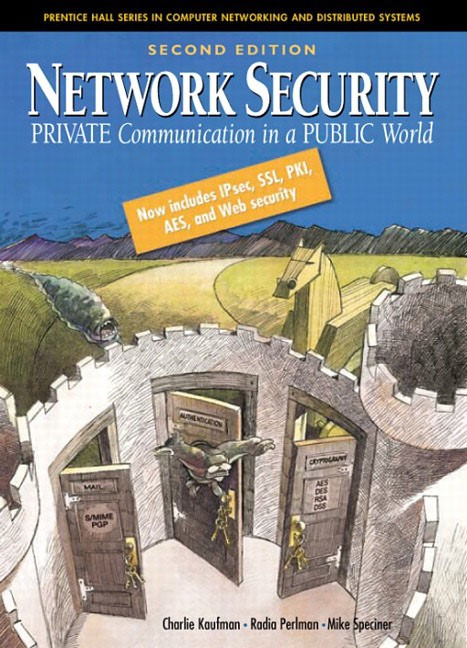 PRENTICE HALL SERIES IN COMPUTER NETWORKING AND DISTRIBUTED SYSTEMS
SECOND EDITION
NETWORK SECURITY
PRIVATE Communication in a PUBLIC World
Now includes IPsec, SSL, PKI,
AES, and Web security
AUTHENTICATION
MAIL
S/MIME
PGP
CRYPTOGRAPHY
AES
DES
RSA
DSS
Charlie Kaufman • Radia Perlman • Mike Speciner